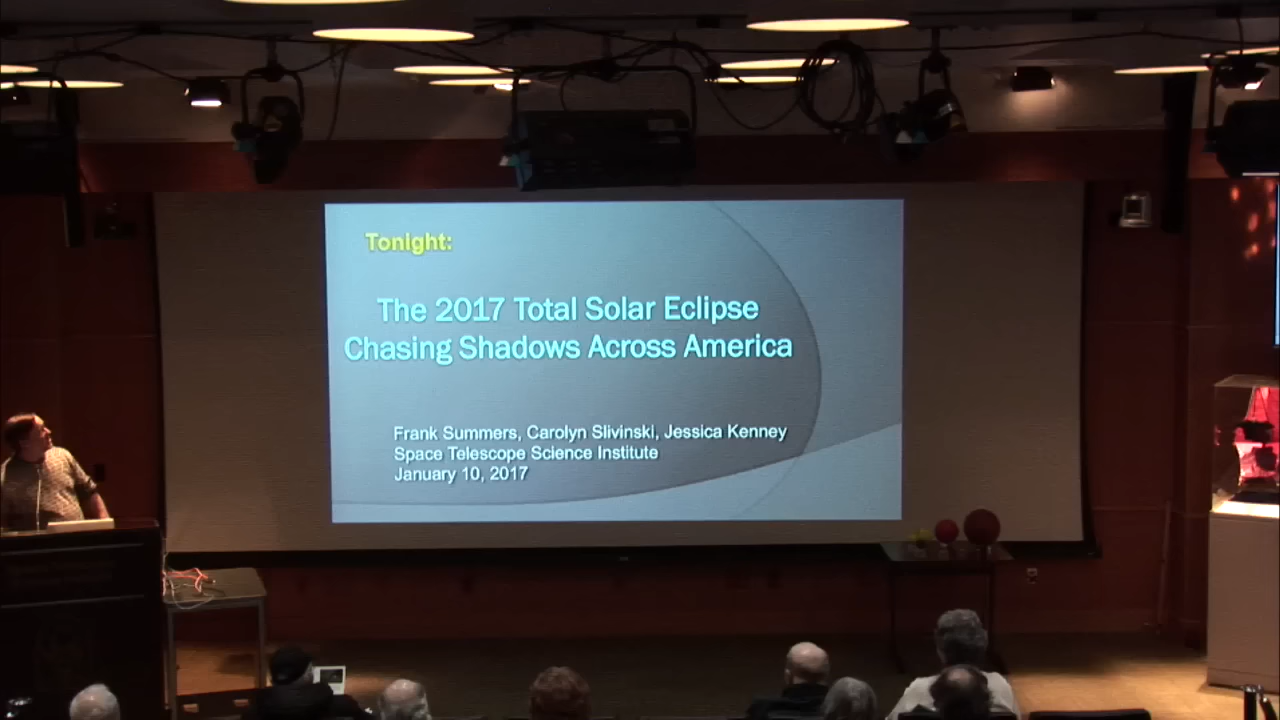 Tonight:
The 2017 Total Solar Eclipse
Chasing Shadows Across America
Frank Summers, Carolyn Slivinski, Jessica Kenney
Space Telescope Science Institute
January 10, 2017